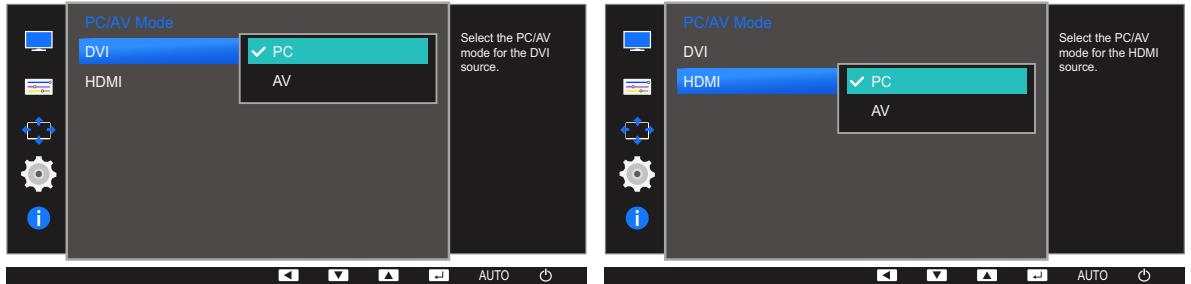 PC/AV Mode
DVI
PC
HDMI
AV
Select the PC/AV
mode for the DVI
source.
AUTO
PC/AV Mode
DVI
HDMI
PC
AV
Select the PC/AV
mode for the HDMI
source.
AUTO